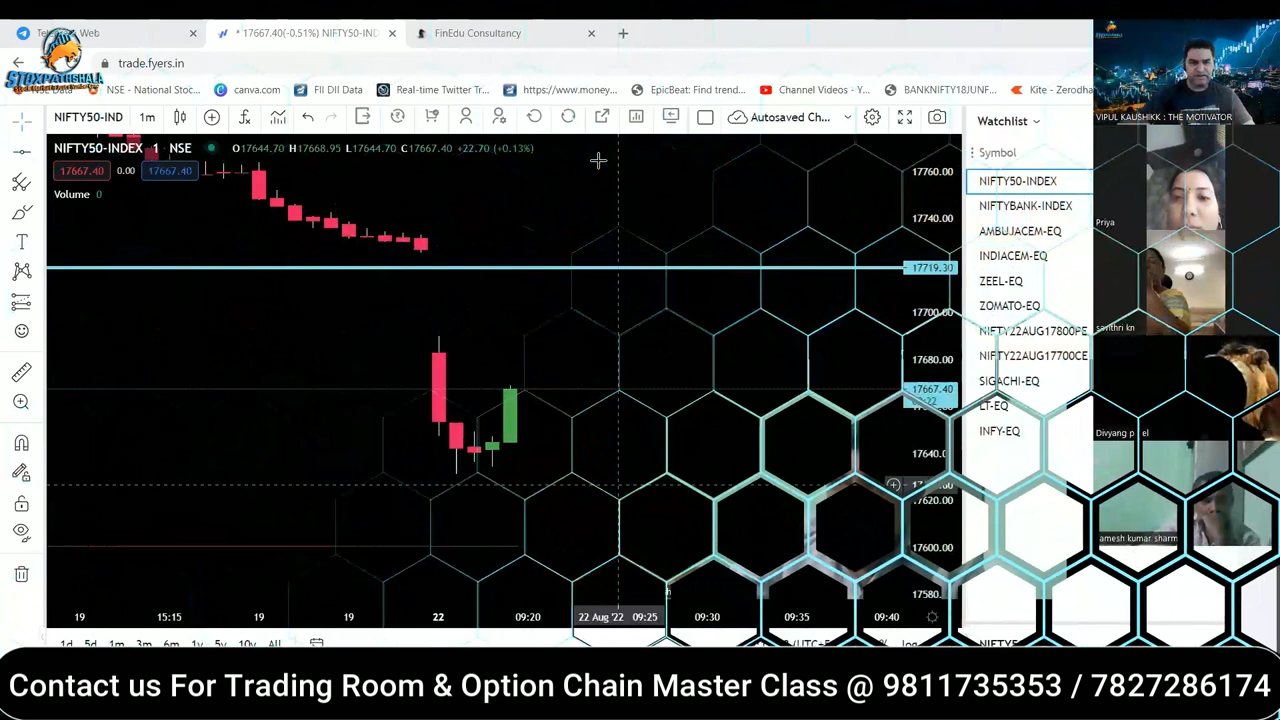 Web
* 17667.40(-0.51%) NIFTY50-IND
FinEdu Consultancy
STOXPATHSHALA
trade.fyers.in
NSE Data
NSE - National Stoc...
canva.com
FII DII Data
Real-time Twitter Tr...
https://www.money...
EpicBeat: Find trend...
Channel Videos - Y...
BANKNIFTY18JUNF...
Kite - Zerodha
NIFTY50-IND
1m
Autosaved Ch...
Watchlist
VIPUL KAUSHIKK : THE MOTIVATOR
NIFTY50-INDEX 1 NSE
O17644.70 H17668.95 L17644.70 C17667.40 +22.70 (+0.13%)
Symbol
17667.40
0.00
17667.40
Volume 0
17760.00
17740.00
17719.30
17700.00
17680.00
17667.40
17640.0
17620.00
17600.00
17580.
NIFTY50-INDEX
NIFTYBANK-INDEX
AMBUJACEM-EQ
INDIACEM-EQ
ZEEL-EQ
ZOMATO-EQ
NIFTY22AUG17800PE
NIFTY22AUG17700CE
SIGACHI-EQ
LT-EQ
INFY-EQ
Priya
savithri kn
Divyang p el
amesh kumar sharm
19
15:15
19
19
22
09:20
22 Aug '22 09:25
09:30
09:35
09:40
1d 5d 1m 3m 6m 1y 5y All
Contact us For Trading Room & Option Chain Master Class @ 9811735353 / 7827286174